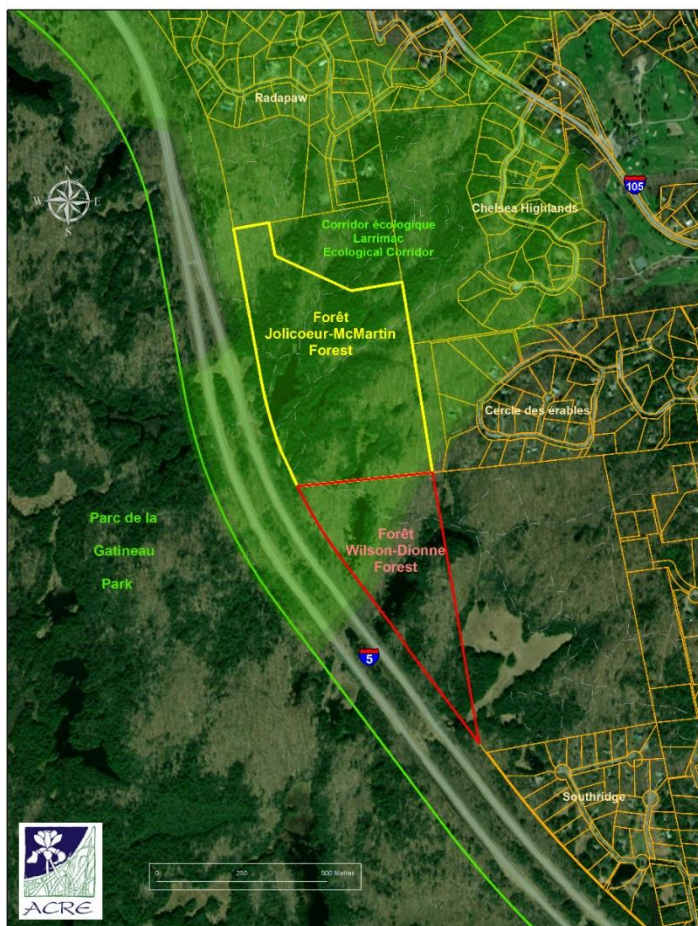 Radapaw
105
N
W
E
S
Chelsea Highlands
Corridor écologique
Larrimac
Ecological Corridor
Forêt
Jolicoeur-McMartin
Forest
Cercle des érables
Parc de la
Gatineau
Park
Forêt
Wilson-Dionne
Forest
5
Southridge
0 250 500 Metres
ACRE